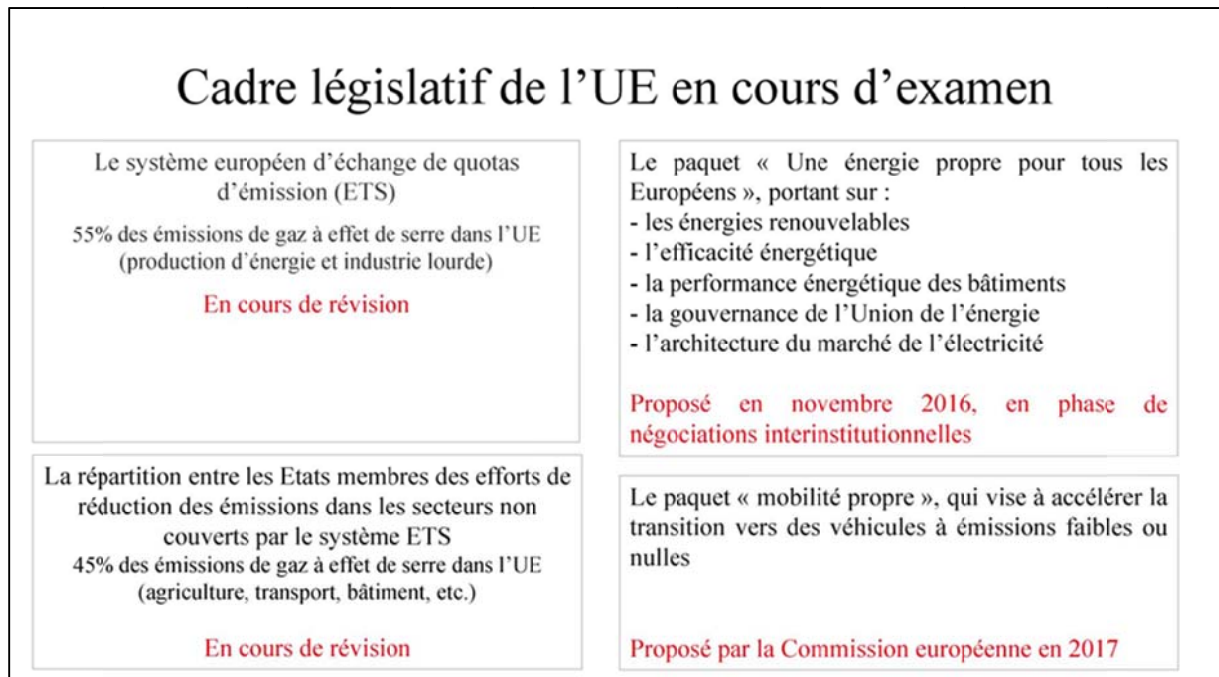 Cadre législatif de l’UE en cours d’examen
Le système européen d’échange de quotas
d’émission (ETS)
55% des émissions de gaz à effet de serre dans l’UE
(production d’énergie et industrie lourde)
En cours de révision
La répartition entre les Etats membres des efforts de
réduction des émissions dans les secteurs non
couverts par le système ETS
45% des émissions de gaz à effet de serre dans l’UE
(agriculture, transport, bâtiment, etc.)
En cours de révision
Le paquet « Une énergie propre pour tous les
Européens », portant sur :
- les énergies renouvelables
- l’efficacité énergétique
- la performance énergétique des bâtiments
- la gouvernance de l’Union de l’énergie
- l’architecture du marché de l’électricité
Proposé en novembre 2016, en phase de
négociations interinstitutionnelles
Le paquet « mobilité propre », qui vise à accélérer la
transition vers des véhicules à émissions faibles ou
nulles
Proposé par la Commission européenne en 2017